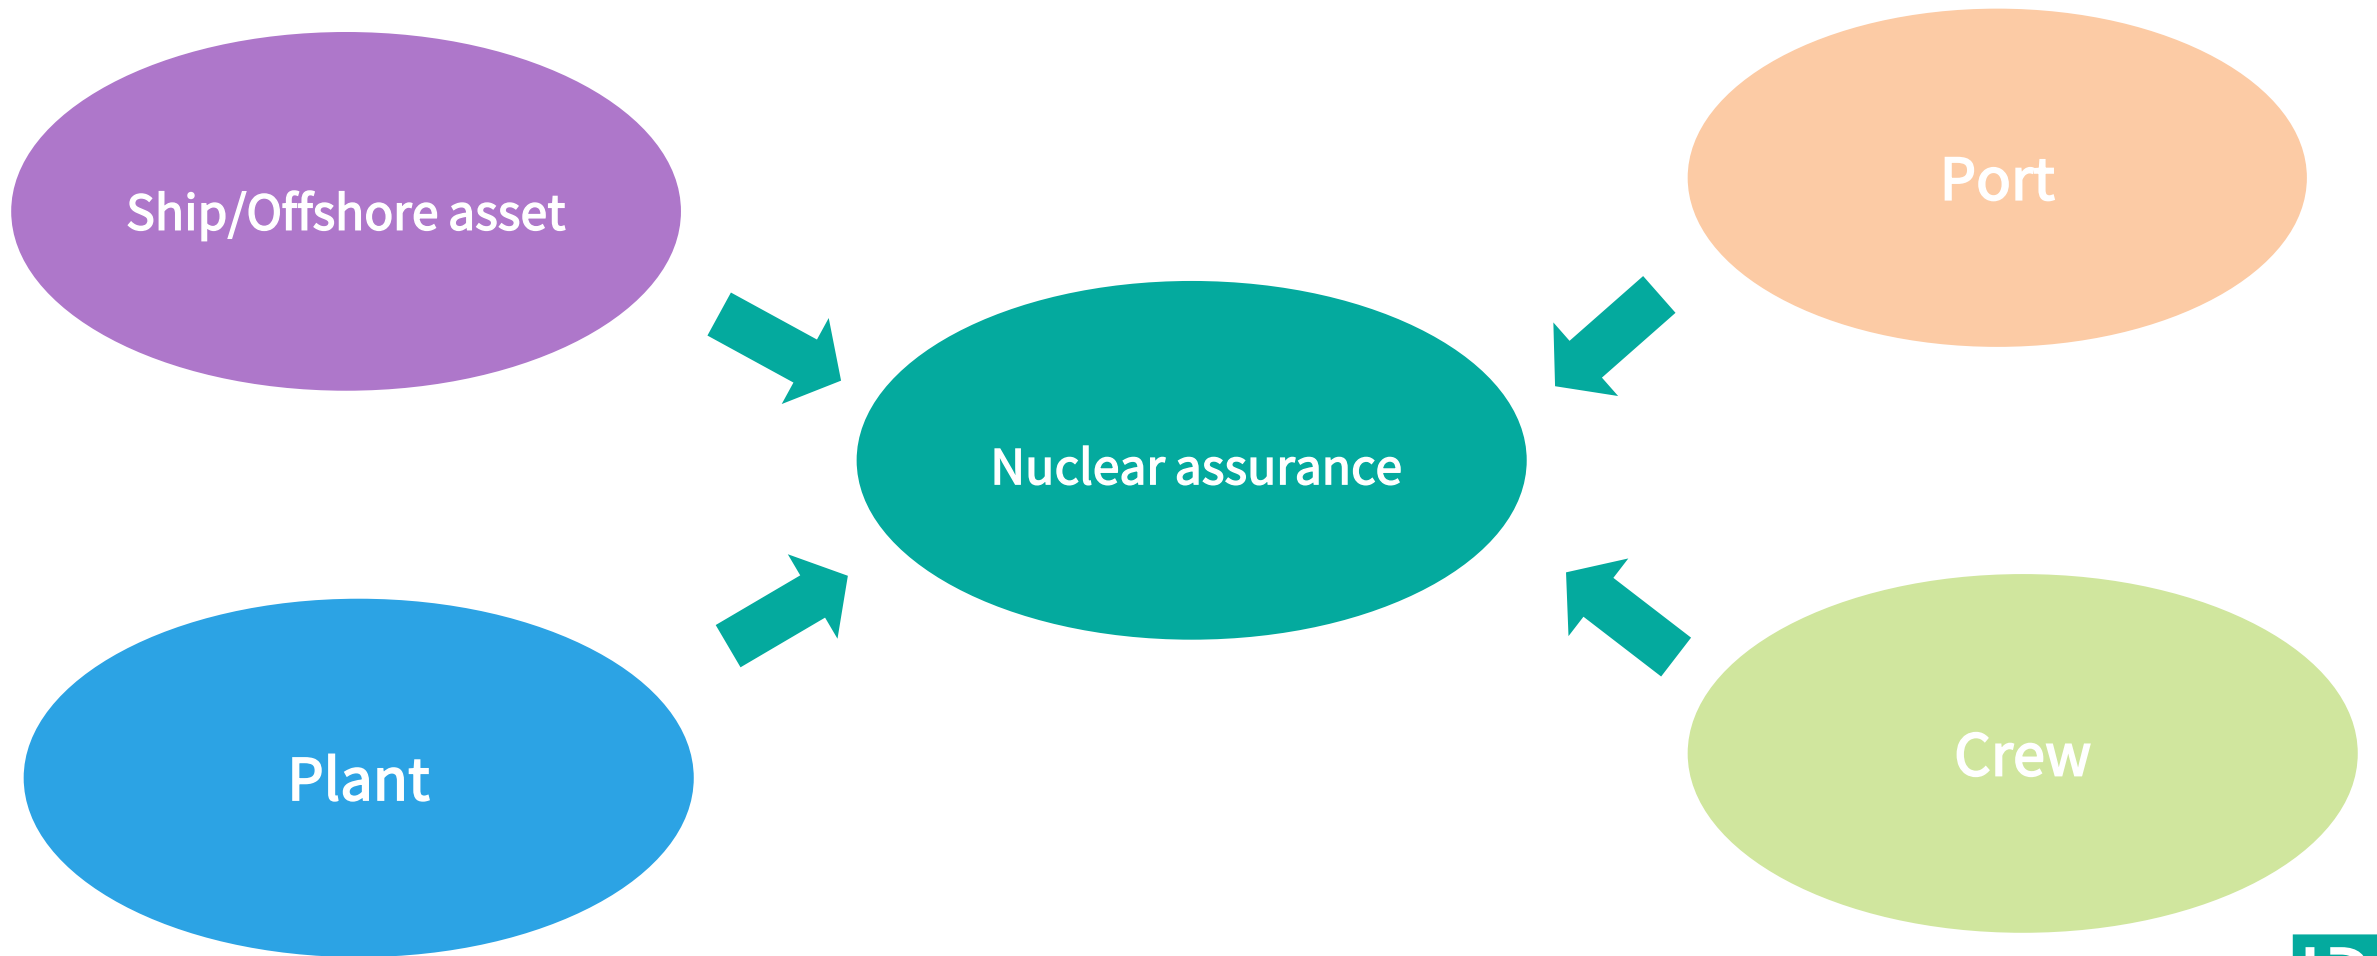 Ship/Offshore asset
Port
Nuclear assurance
Plant
Crew